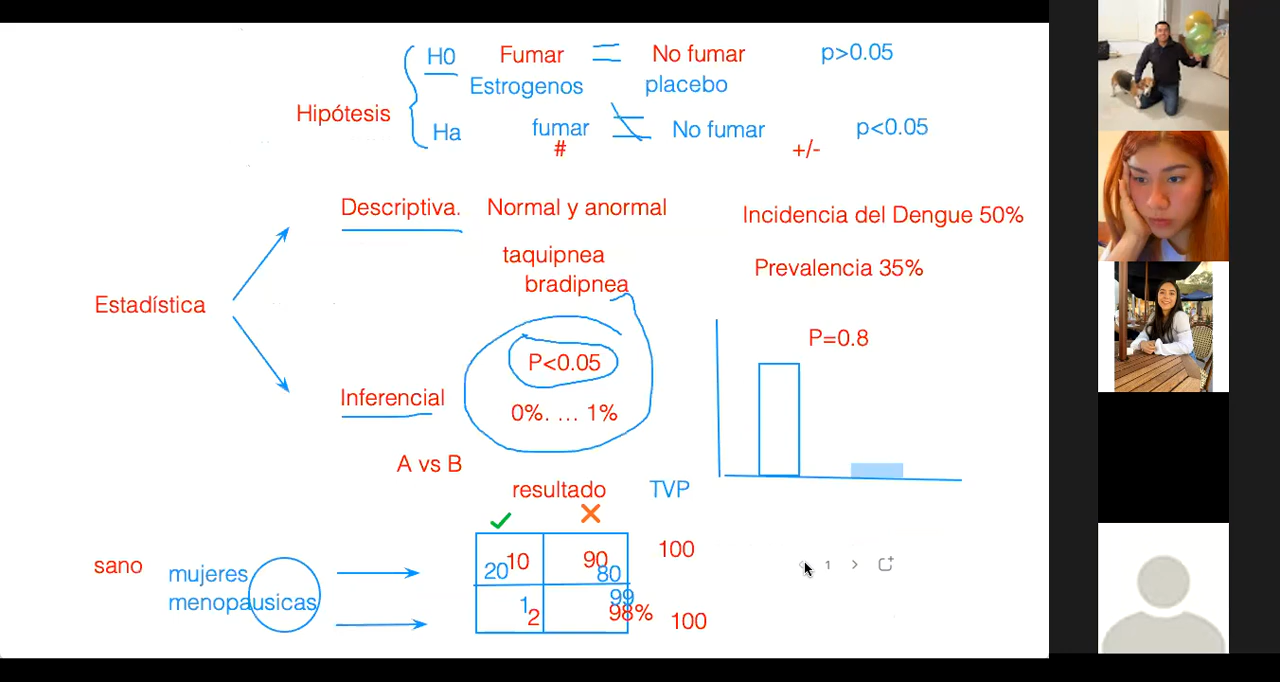 H0 Fumar = No fumar p>0.05
Estrogenos placebo
Hipótesis
Ha fumar ≠ No fumar p<0.05
# +/-
Descriptiva. Normal y anormal
Incidencia del Dengue 50%
taquipnea
bradipnea
Prevalencia 35%
Estadística
P=0.8
P<0.05
Inferencial
0%. ... 1%
A vs B
resultado TVP
✓ ✕
10 90 100
20 80
sano
mujeres
menopausicas
1 99
2 98% 100
1